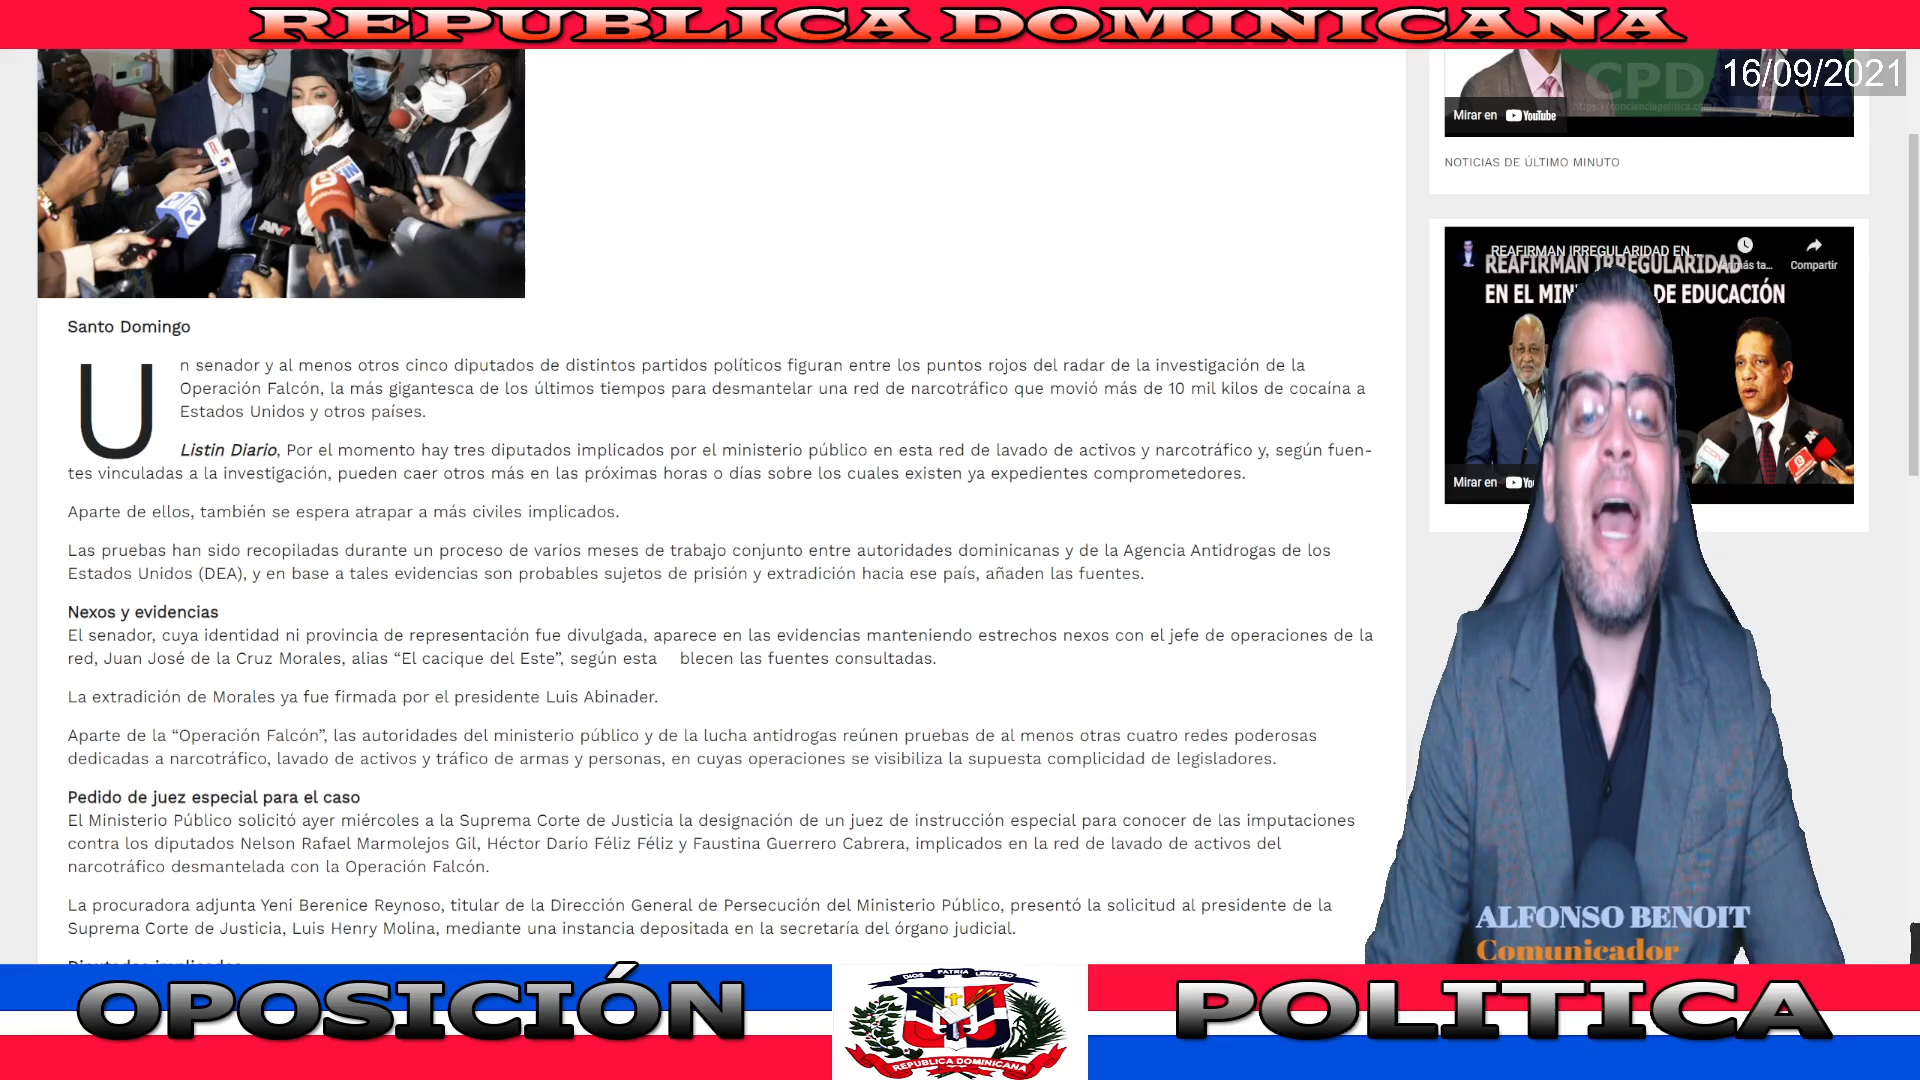 REPUBLICA DOMINICANA
16/09/2021
CPD
Mirar en YouTube
NOTICIAS DE ÚLTIMO MINUTO
REAFIRMAN IRREGULARIDAD EN ...
Compartir
REAFIRMAN IRREGULARIDAD
EN EL MIN DE EDUCACIÓN
Mirar en
Santo Domingo
Un senador y al menos otros cinco diputados de distintos partidos políticos figuran entre los puntos rojos del radar de la investigación de la
Operación Falcón, la más gigantesca de los últimos tiempos para desmantelar una red de narcotráfico que movió más de 10 mil kilos de cocaína a
Estados Unidos y otros países.
Listin Diario, Por el momento hay tres diputados implicados por el ministerio público en esta red de lavado de activos y narcotráfico y, según fuen-
tes vinculadas a la investigación, pueden caer otros más en las próximas horas o días sobre los cuales existen ya expedientes comprometedores.
Aparte de ellos, también se espera atrapar a más civiles implicados.
Las pruebas han sido recopiladas durante un proceso de varios meses de trabajo conjunto entre autoridades dominicanas y de la Agencia Antidrogas de los
Estados Unidos (DEA), y en base a tales evidencias son probables sujetos de prisión y extradición hacia ese país, añaden las fuentes.
Nexos y evidencias
El senador, cuya identidad ni provincia de representación fue divulgada, aparece en las evidencias manteniendo estrechos nexos con el jefe de operaciones de la
red, Juan José de la Cruz Morales, alias “El cacique del Este”, según esta blecen las fuentes consultadas.
La extradición de Morales ya fue firmada por el presidente Luis Abinader.
Aparte de la “Operación Falcón”, las autoridades del ministerio público y de la lucha antidrogas reúnen pruebas de al menos otras cuatro redes poderosas
dedicadas a narcotráfico, lavado de activos y tráfico de armas y personas, en cuyas operaciones se visibiliza la supuesta complicidad de legisladores.
Pedido de juez especial para el caso
El Ministerio Público solicitó ayer miércoles a la Suprema Corte de Justicia la designación de un juez de instrucción especial para conocer de las imputaciones
contra los diputados Nelson Rafael Marmolejos Gil, Héctor Darío Féliz Féliz y Faustina Guerrero Cabrera, implicados en la red de lavado de activos del
narcotráfico desmantelada con la Operación Falcón.
La procuradora adjunta Yeni Berenice Reynoso, titular de la Dirección General de Persecución del Ministerio Público, presentó la solicitud al presidente de la
Suprema Corte de Justicia, Luis Henry Molina, mediante una instancia depositada en la secretaría del órgano judicial.
ALFONSO BENOIT
Comunicador
OPOSICIÓN
DIOS PATRIA LIBERTAD
REPUBLICA DOMINICANA
POLITICA